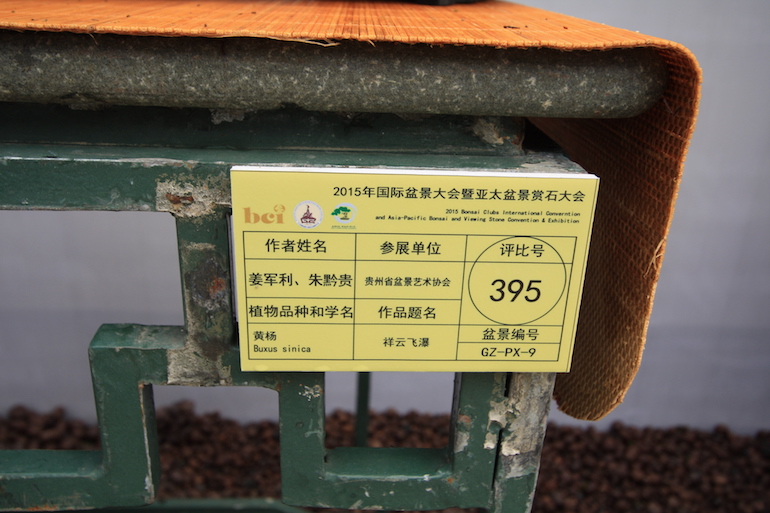 2015年国际盆景大会暨亚太盆景赏石大会
bci
2015 Bonsai Clubs International Converntion
and Asia-Pacific Bonsai and Viewing Stone Convention & Exhibition
作者姓名 参展单位 评比号
姜军利、朱黔贵 贵州省盆景艺术协会 395
植物品种和学名 作品题名
黄杨 祥云飞瀑 盆景编号
Buxus sinica GZ-PX-9